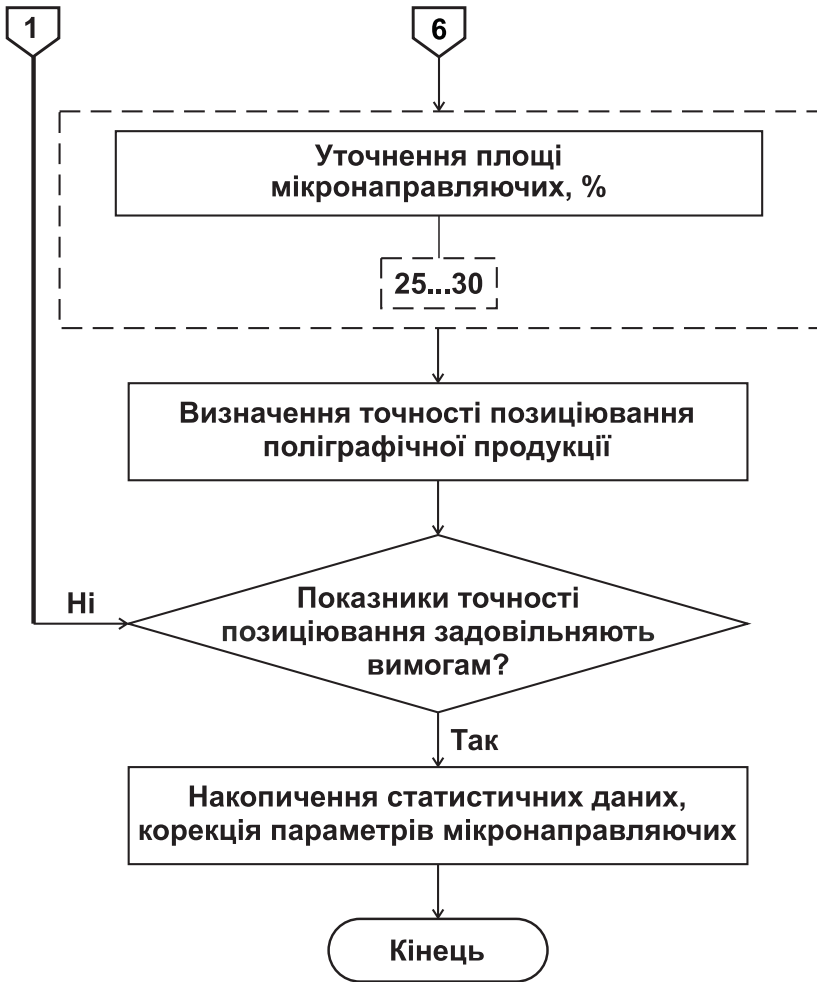 1
6
Уточнення площі
мікронаправляючих, %
25...30
Визначення точності позиціювання
поліграфічної продукції
Ні
Показники точності
позиціювання задовільняють
вимогам?
Так
Накопичення статистичних даних,
корекція параметрів мікронаправляючих
Кінець